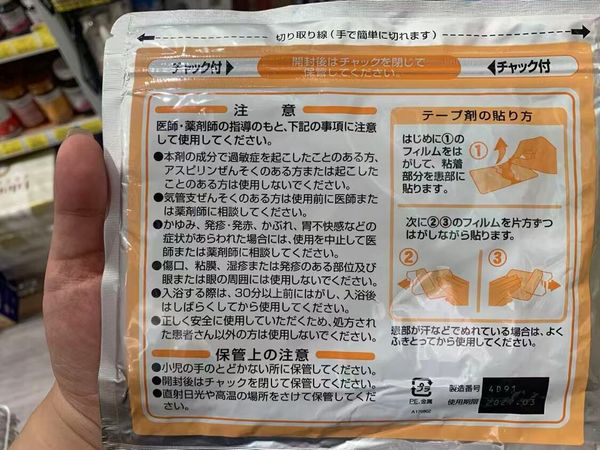 切り取り線(手で簡単に切れます)
チャック付
開封後はチャックを閉じて
保管してください。
チャック付
注 意
医師・薬剤師の指導のもと、下記の事項に注意
して使用してください。
●本剤の成分で過敏症を起こしたことのある方、
アスピリンぜんそくのある方または起こした
ことのある方は使用しないでください。
●気管支ぜんそくのある方は使用前に医師また
は薬剤師に相談してください。
●かゆみ、発疹・発赤、かぶれ、胃不快感などの
症状があらわれた場合には、使用を中止して医
師または薬剤師に相談してください。
●傷口、粘膜、湿疹または発疹のある部位及び
眼または眼の周囲には使用しないでください。
●入浴する際は、30分以上前にはがし、入浴後
はしばらくしてから使用してください。
●正しく安全に使用していただくため、処方され
た患者さん以外の方は使用しないでください。
保管上の注意
●小児の手のとどかない所に保管してください。
●開封後はチャックを閉じて保管してください。
●直射日光や高温の場所をさけて保管してくださ
い。
テープ剤の貼り方
はじめに①の
フィルムをは
がして、粘着
部分を患部に
貼ります。
①
次に②③のフィルムを片方ずつ
はがしながら貼ります。
② ③
患部が汗などでぬれている場合は、よく
ふきとってから使用してください。
プラ
PE,金属
A170802
製造番号 4D91
使用期限 2027.03